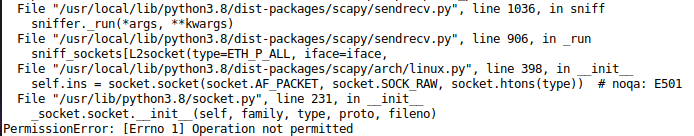 File "/usr/local/lib/python3.8/dist-packages/scapy/sendrecv.py", line 1036, in sniff
sniffer._run(*args, **kwargs)
File "/usr/local/lib/python3.8/dist-packages/scapy/sendrecv.py", line 906, in _run
sniff_sockets[L2socket(type=ETH_P_ALL, iface=iface,
File "/usr/local/lib/python3.8/dist-packages/scapy/arch/linux.py", line 398, in __init__
self.ins = socket.socket(socket.AF_PACKET, socket.SOCK_RAW, socket.htons(type))  # noqa: E501
File "/usr/lib/python3.8/socket.py", line 231, in __init__
_socket.socket.__init__(self, family, type, proto, fileno)
PermissionError: [Errno 1] Operation not permitted